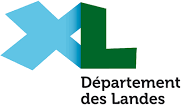 XL
Département
des Landes